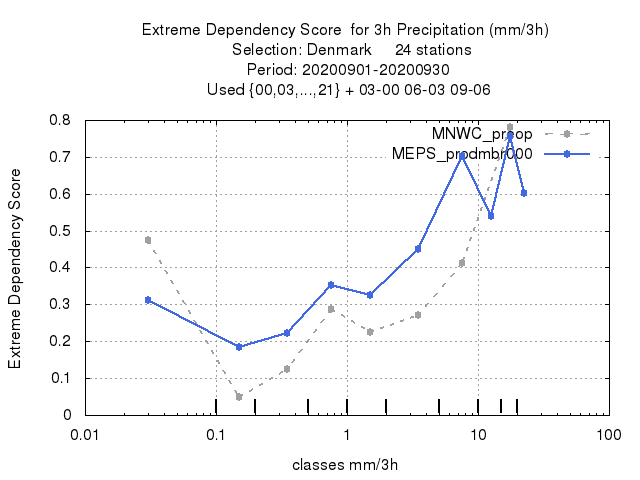 Extreme Dependency Score  for 3h Precipitation (mm/3h)
Selection: Denmark     24 stations
Period: 20200901-20200930
Used {00,03,...,21} + 03-00 06-03 09-06
MNWC_preop
MEPS_prodmbr000
Extreme Dependency Score
0.8
0.7
0.6
0.5
0.4
0.3
0.2
0.1
0
0.01 0.1 1 10 100
classes mm/3h